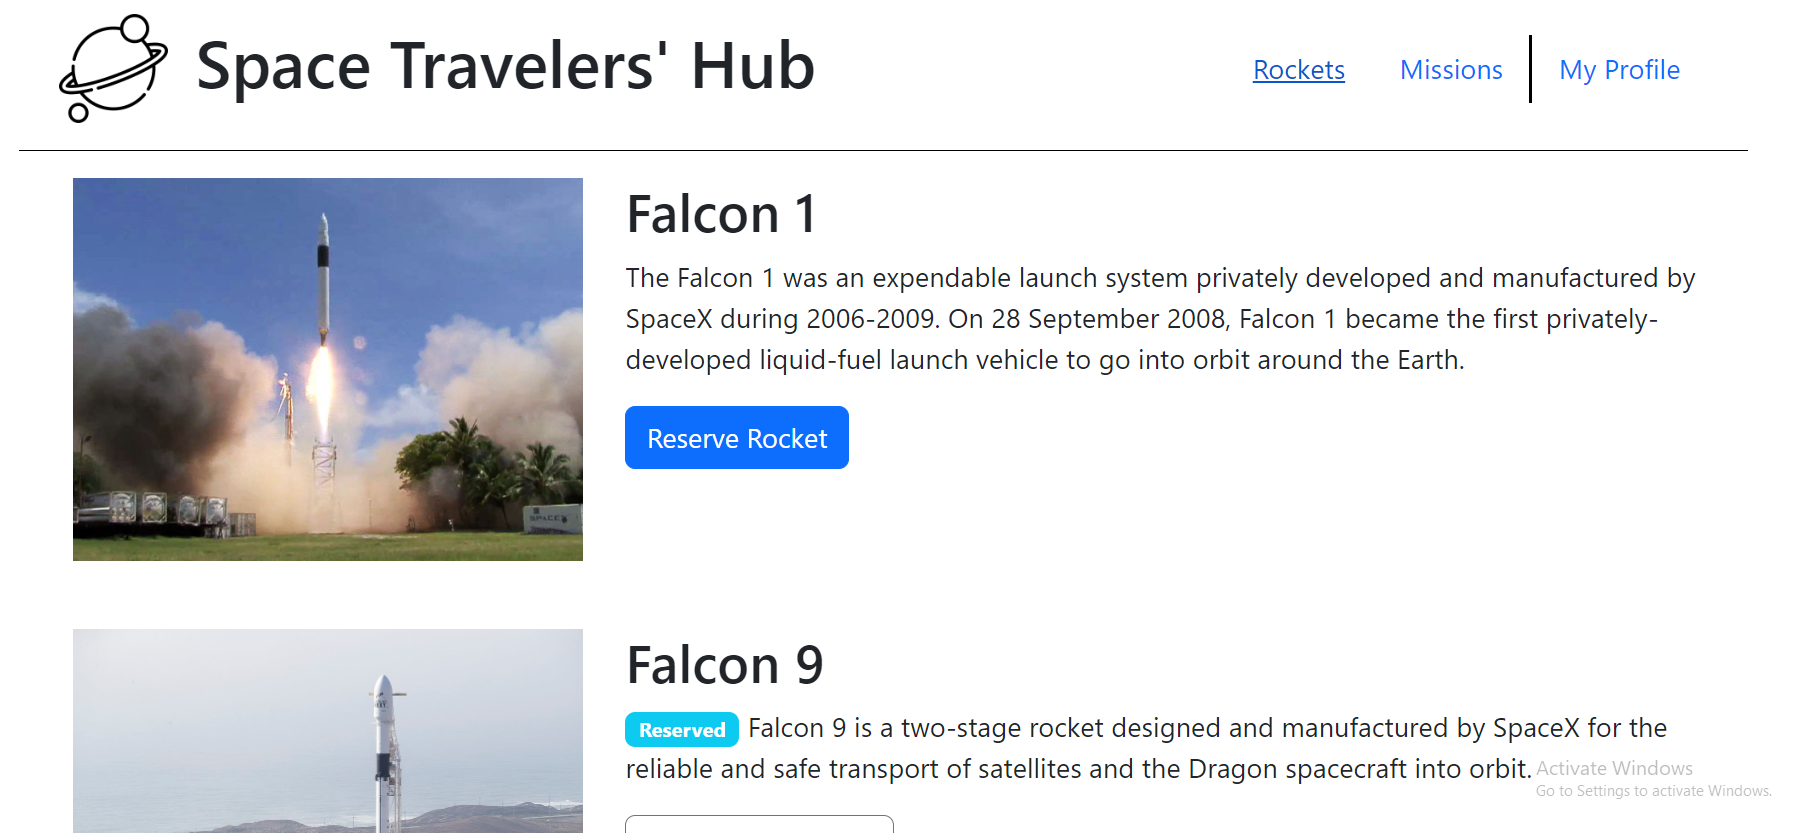 Space Travelers' Hub
Rockets
Missions
My Profile
Falcon 1
The Falcon 1 was an expendable launch system privately developed and manufactured by
SpaceX during 2006-2009. On 28 September 2008, Falcon 1 became the first privately-
developed liquid-fuel launch vehicle to go into orbit around the Earth.
Reserve Rocket
SPACEX
Falcon 9
Reserved Falcon 9 is a two-stage rocket designed and manufactured by SpaceX for the
reliable and safe transport of satellites and the Dragon spacecraft into orbit.
Activate Windows
Go to Settings to activate Windows.